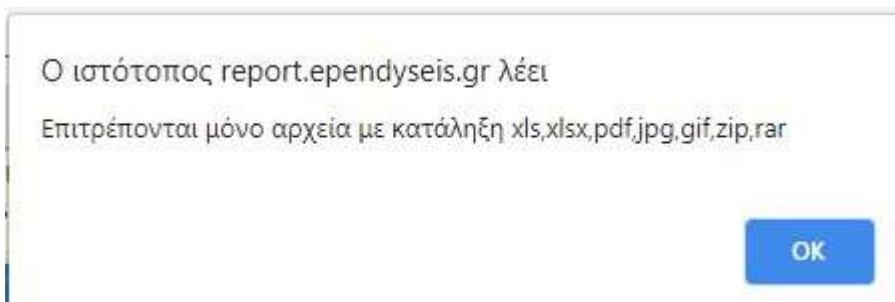 Ο ιστότοπος report.ependyseis.gr λέει
Επιτρέπονται μόνο αρχεία με κατάληξη xls,xlsx,pdf,jpg,gif,zip,rar
OK